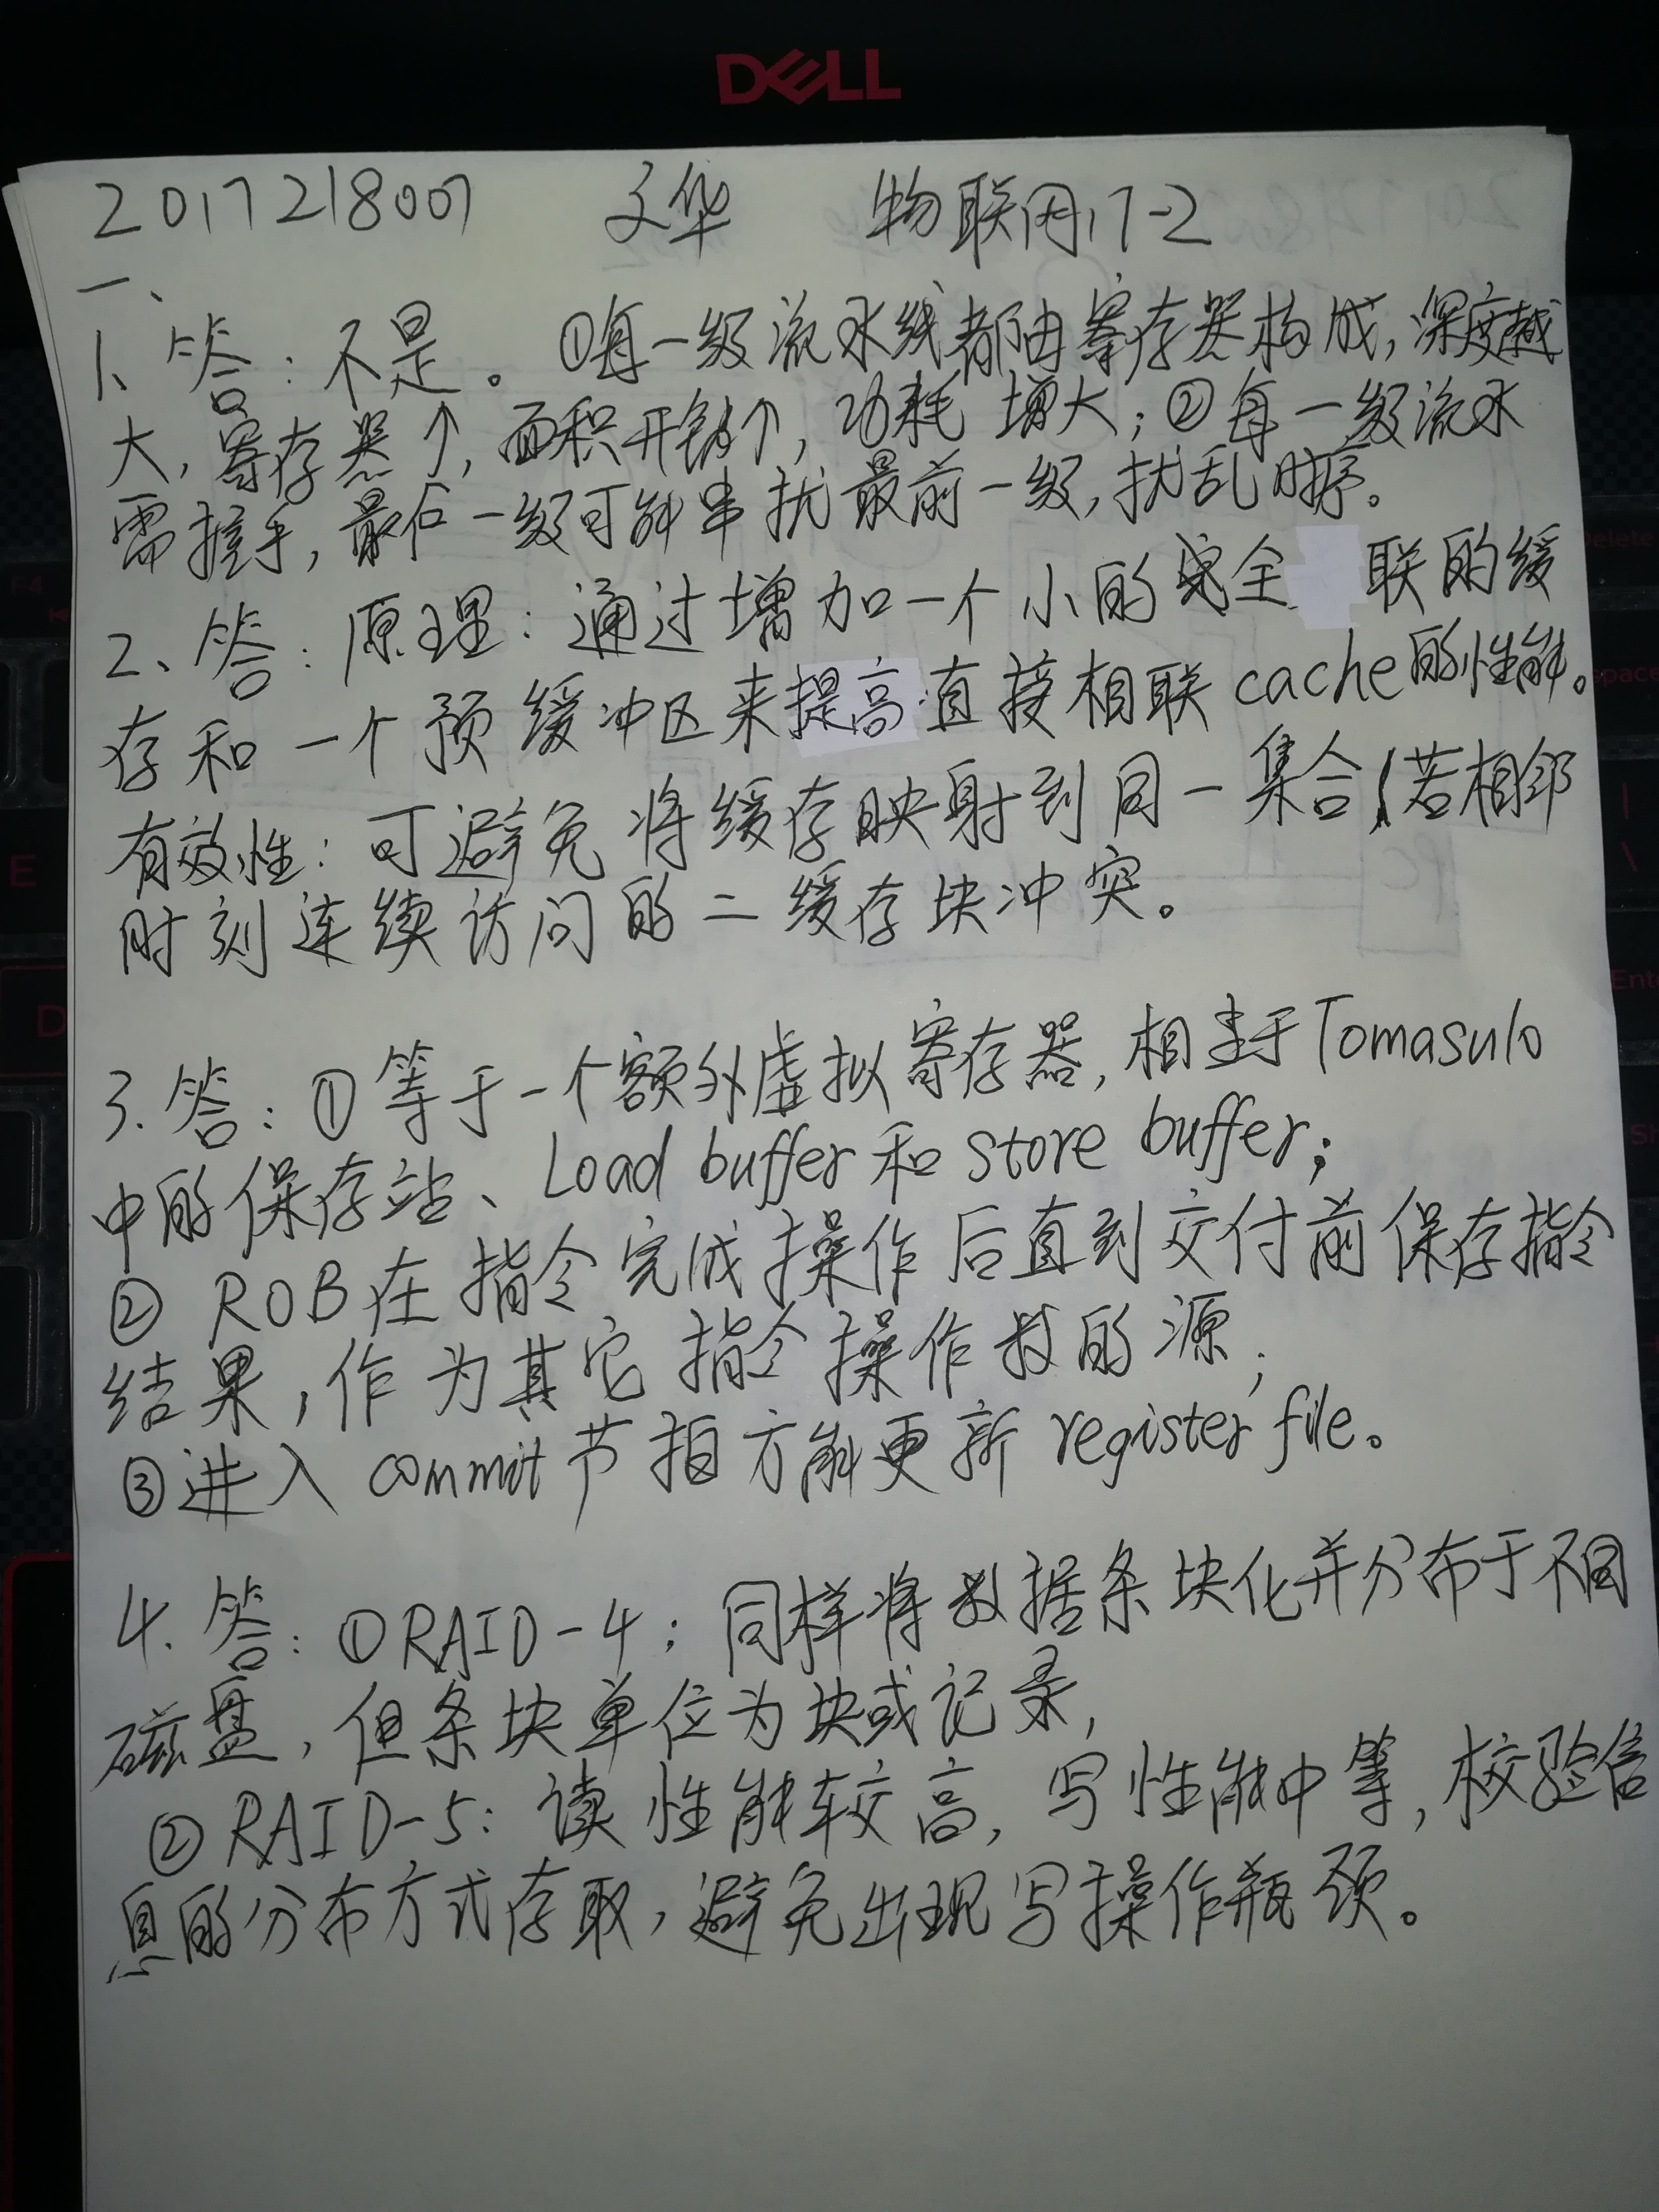 DELL
2017218007 文华 物联网17-2
一、
1、答：不是。①每一级流水线都由寄存器构成，深度越
大，寄存器↑，面积开销↑，功耗增大；②每一级流水
需握手，最后一级可能串扰最前一级，扰乱时序。
2、答：原理：通过增加一个小的完全 联的缓
存和一个预缓冲区来提高直接相联cache的性能。
有效性：可避免将缓存映射到同一集合，若相邻
时刻连续访问的二缓存块冲突。
3.答：①等于一个额外虚拟寄存器，相当于Tomasulo
中的保存站、Load buffer和store buffer；
② ROB在指令完成操作后直到交付前保存指令
结果，作为其它指令操作数的源；
③进入commit节拍方能更新register file。
4.答：①RAID-4：同样将数据条块化并分布于不同
磁盘，但条块单位为块或记录，
②RAID-5：读性能较高，写性能中等，校验信
息的分布方式存取，避免出现写操作瓶颈。